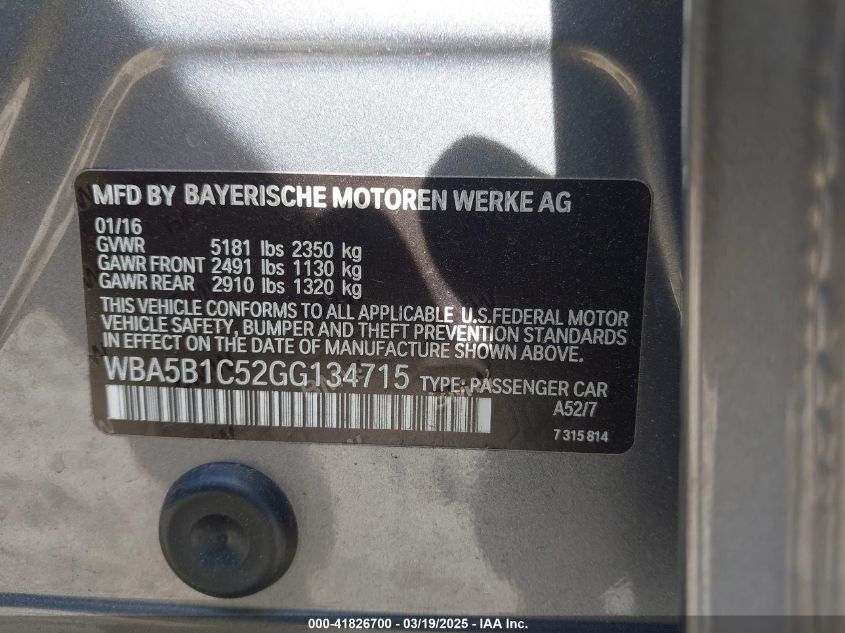 MFD BY BAYERISCHE MOTOREN WERKE AG
01/16
GVWR 5181 lbs 2350 kg
GAWR FRONT 2491 lbs 1130 kg
GAWR REAR 2910 lbs 1320 kg
THIS VEHICLE CONFORMS TO ALL APPLICABLE U.S.FEDERAL MOTOR
VEHICLE SAFETY, BUMPER AND THEFT PREVENTION STANDARDS
IN EFFECT ON THE DATE OF MANUFACTURE SHOWN ABOVE.
WBA5B1C52GG134715 TYPE: PASSENGER CAR
A52/7
7 315 814
000-41826700 - 03/19/2025 - IAA Inc.